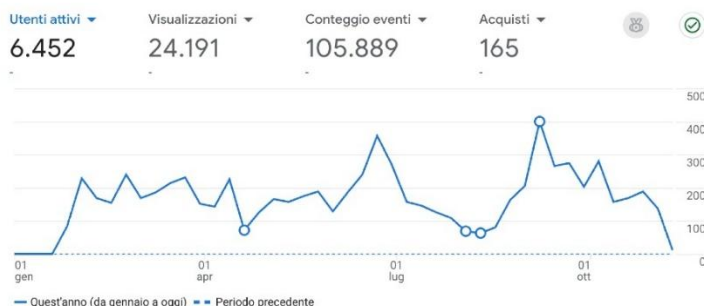 Utenti attivi Visualizzazioni Conteggio eventi Acquisti
6.452 24.191 105.889 165
- - - -
500
400
300
200
100
0
01 01 01 01
gen apr lug ott
Quest'anno (da gennaio a oggi) Periodo precedente